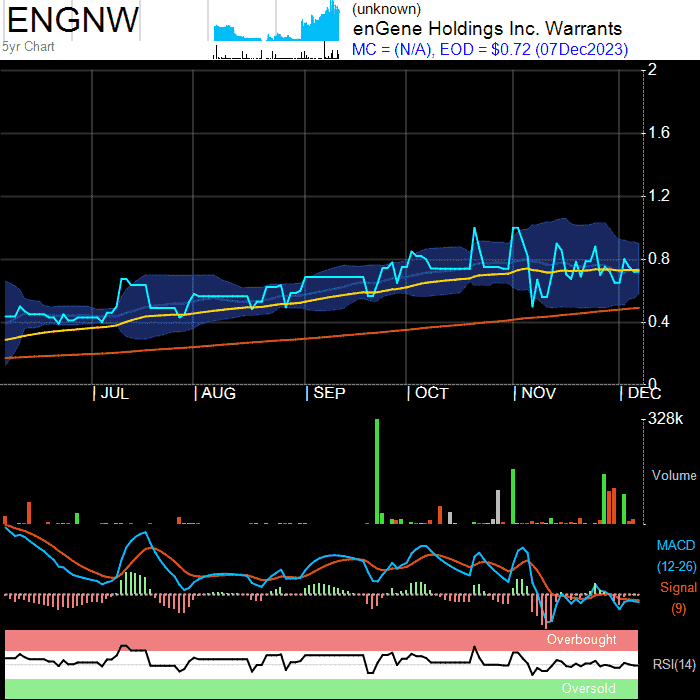 ENGNW
5yr Chart
(unknown)
enGene Holdings Inc. Warrants
MC = (N/A), EOD = $0.72 (07Dec2023)
2
1.6
1.2
0.8
0.4
0
JUL AUG SEP OCT NOV DEC
328k
Volume
MACD
(12-26)
Signal
(9)
Overbought
RSI(14)
Oversold